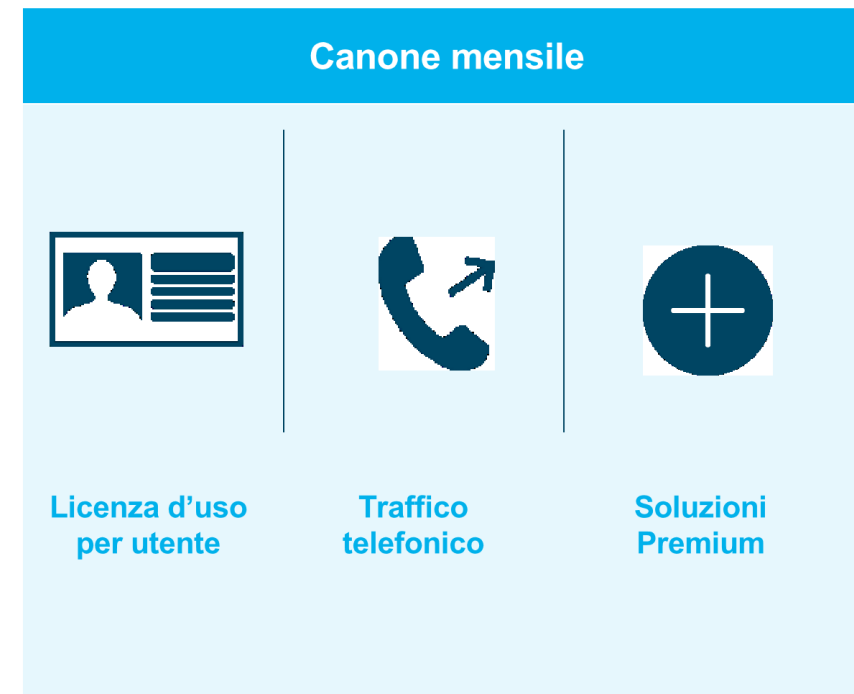 Canone mensile
Licenza d’uso
per utente
Traffico
telefonico
Soluzioni
Premium